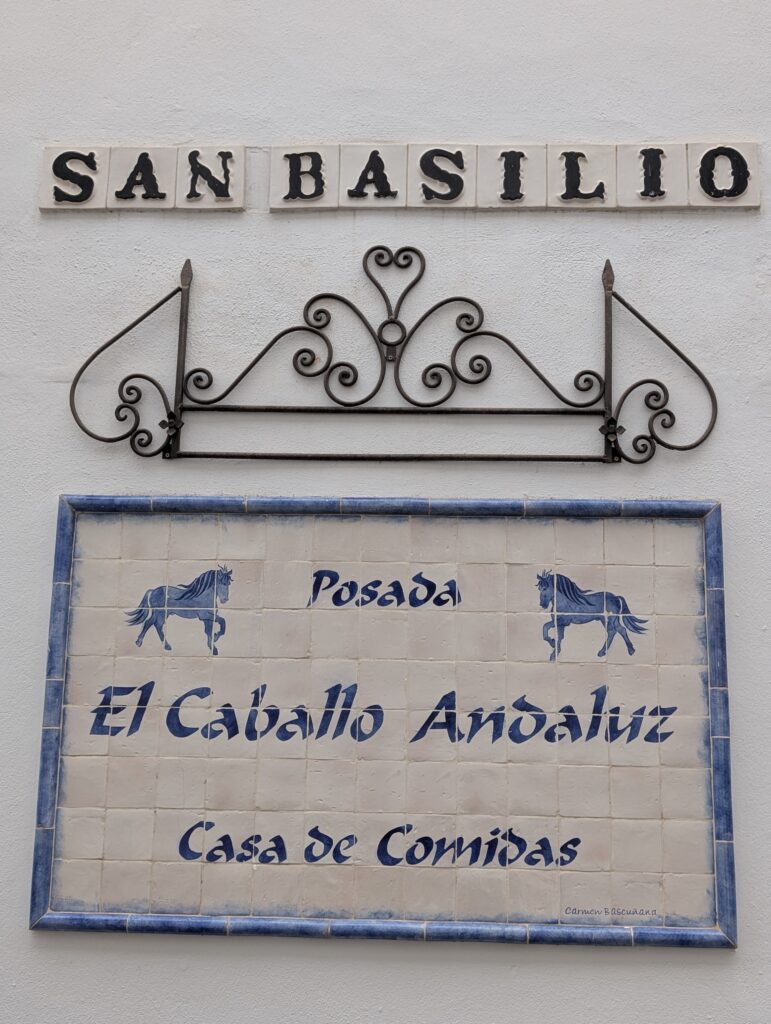 SAN BASILIO
Posada
El Caballo Andaluz
Casa de Comidas
Carmen Bascuñana